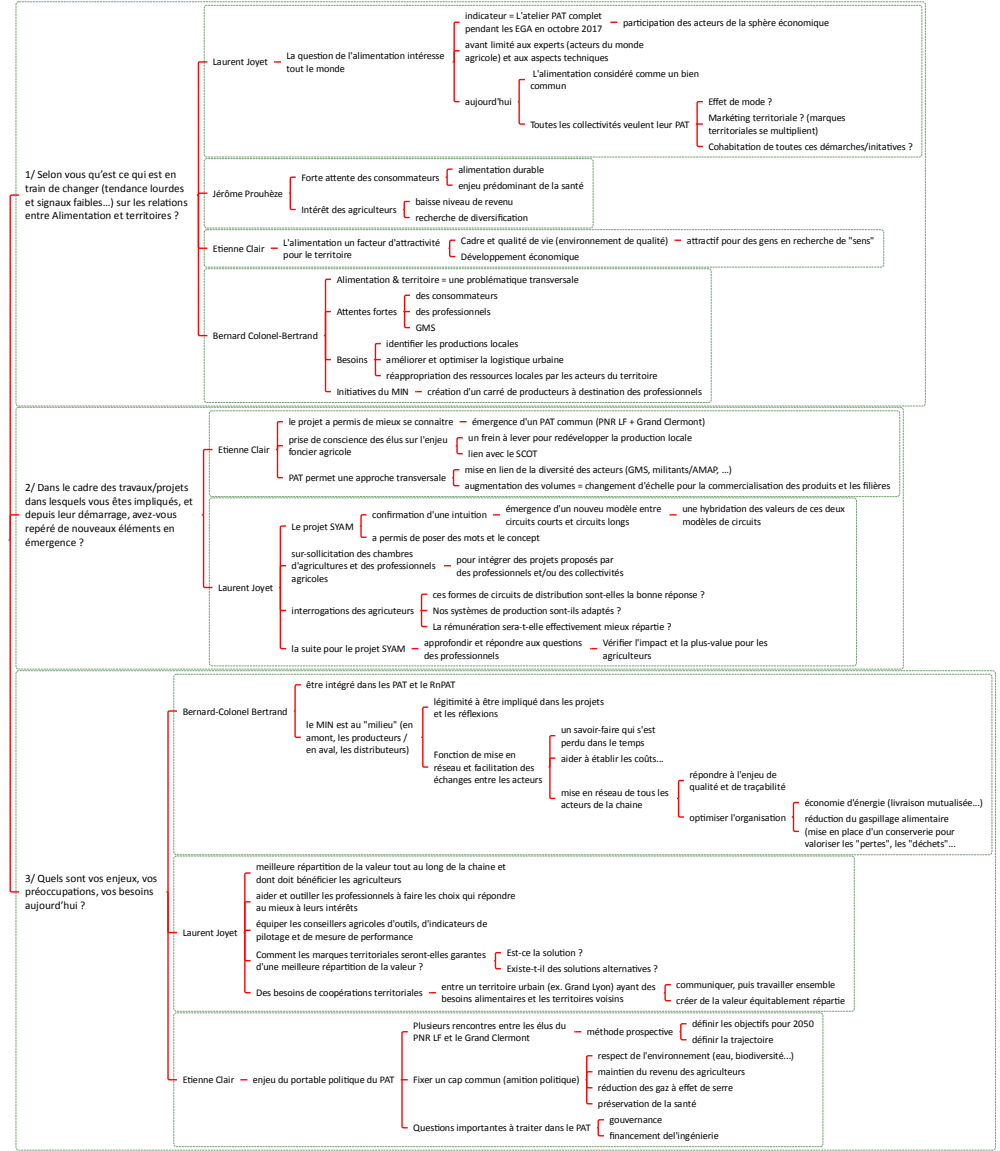 1/ Selon vous qu'est ce qui est en
train de changer (tendance lourdes
et signaux faibles...) sur les relations
entre Alimentation et territoires ?
Laurent Joyet
La question de l'alimentation intéresse
tout le monde
indicateur = L'atelier PAT complet
pendant les EGA en octobre 2017
participation des acteurs de la sphère économique
avant limité aux experts (acteurs du monde
agricole) et aux aspects techniques
aujourd'hui
L'alimentation considéré comme un bien
commun
Toutes les collectivités veulent leur PAT
Effet de mode ?
Markéting territoriale ? (marques
territoriales se multiplient)
Cohabitation de toutes ces démarches/initatives ?
Jérôme Prouhèze
Forte attente des consommateurs
alimentation durable
enjeu prédominant de la santé
Intérêt des agriculteurs
baisse niveau de revenu
recherche de diversification
Etienne Clair
L'alimentation un facteur d'attractivité
pour le territoire
Cadre et qualité de vie (environnement de qualité)
attractif pour des gens en recherche de "sens"
Développement économique
Bernard Colonel-Bertrand
Alimentation & territoire = une problématique transversale
Attentes fortes
des consommateurs
des professionnels
GMS
Besoins
identifier les productions locales
améliorer et optimiser la logistique urbaine
réappropriation des ressources locales par les acteurs du territoire
Initiatives du MIN
création d'un carré de producteurs à destination des professionnels
2/ Dans le cadre des travaux/projets
dans lesquels vous êtes impliqués, et
depuis leur démarrage, avez-vous
repéré de nouveaux éléments en
émergence ?
Etienne Clair
le projet a permis de mieux se connaitre
émergence d'un PAT commun (PNR LF + Grand Clermont)
prise de conscience des élus sur l'enjeu
foncier agricole
un frein à lever pour redévelopper la production locale
lien avec le SCOT
PAT permet une approche transversale
mise en lien de la diversité des acteurs (GMS, militants/AMAP, ...)
augmentation des volumes = changement d'échelle pour la commercialisation des produits et les filières
Laurent Joyet
Le projet SYAM
confirmation d'une intuition
émergence d'un nouveu modèle entre
circuits courts et circuits longs
une hybridation des valeurs de ces deux
modèles de circuits
a permis de poser des mots et le concept
sur-sollicitation des chambres
d'agricultures et des professionnels
agricoles
pour intégrer des projets proposés par
des professionnels et/ou des collectivités
interrogations des agricuteurs
ces formes de circuits de distribution sont-elles la bonne réponse ?
Nos systèmes de production sont-ils adaptés ?
La rémunération sera-t-elle effectivement mieux répartie ?
la suite pour le projet SYAM
approfondir et répondre aux questions
des professionnels
Vérifier l'impact et la plus-value pour les
agriculteurs
3/ Quels sont vos enjeux, vos
préoccupations, vos besoins
aujourd'hui ?
Bernard-Colonel Bertrand
être intégré dans les PAT et le RnPAT
le MIN est au "milieu" (en
amont, les producteurs /
en aval, les distributeurs)
légitimité à être impliqué dans les projets
et les réflexions
Fonction de mise en
réseau et facilitation des
échanges entre les acteurs
un savoir-faire qui s'est
perdu dans le temps
aider à établir les coûts...
mise en réseau de tous les
acteurs de la chaine
répondre à l'enjeu de
qualité et de traçabilité
optimiser l'organisation
économie d'énergie (livraison mutualisée...)
réduction du gaspillage alimentaire
(mise en place d'un conserverie pour
valoriser les "pertes", les "déchets"...
Laurent Joyet
meilleure répartition de la valeur tout au long de la chaine et
dont doit bénéficier les agriculteurs
aider et outiller les professionnels à faire les choix qui répondre
au mieux à leurs intérêts
équiper les conseillers agricoles d'outils, d'indicateurs de
pilotage et de mesure de performance
Comment les marques territoriales seront-elles garantes
d'une meilleure répartition de la valeur ?
Est-ce la solution ?
Existe-t-il des solutions alternatives ?
Des besoins de coopérations territoriales
entre un territoire urbain (ex. Grand Lyon) ayant des
besoins alimentaires et les territoires voisins
communiquer, puis travailler ensemble
créer de la valeur équitablement répartie
Etienne Clair
enjeu du portable politique du PAT
Plusieurs rencontres entre les élus du
PNR LF et le Grand Clermont
méthode prospective
définir les objectifs pour 2050
définir la trajectoire
Fixer un cap commun (amition politique)
respect de l'environnement (eau, biodiversité...)
maintien du revenu des agriculteurs
réduction des gaz à effet de serre
préservation de la santé
Questions importantes à traiter dans le PAT
gouvernance
financement del'ingénierie